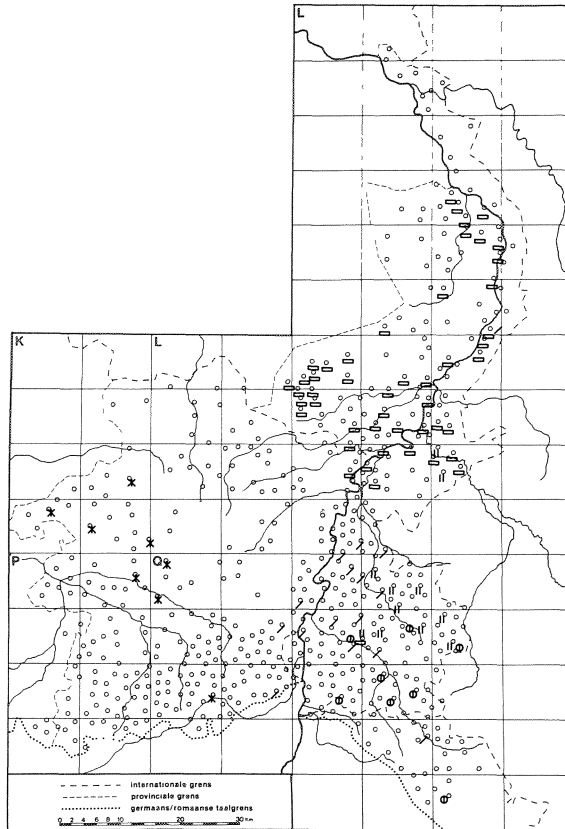 L
K L
P Q
internationale grens
provinciale grens
germaans/romaanse taalgrens
0 2 4 6 8 10 20 30 Km